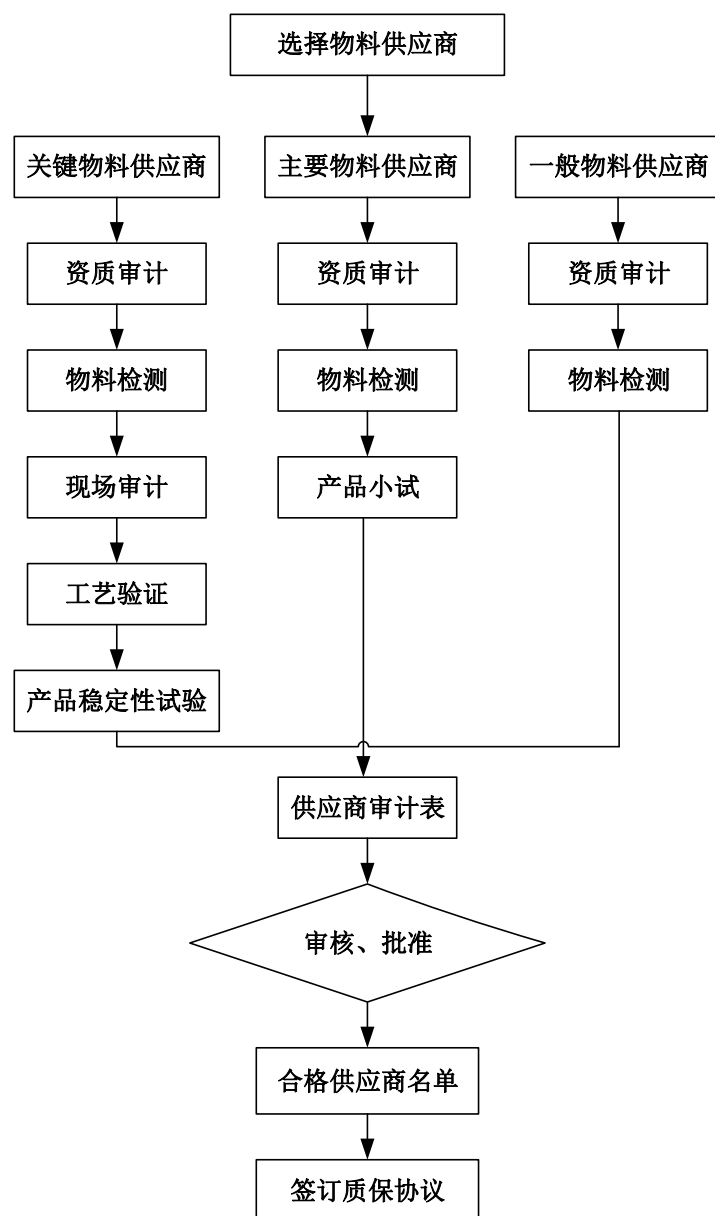 选择物料供应商
关键物料供应商
主要物料供应商
一般物料供应商
资质审计
资质审计
资质审计
物料检测
物料检测
物料检测
现场审计
产品小试
工艺验证
产品稳定性试验
供应商审计表
审核、批准
合格供应商名单
签订质保协议